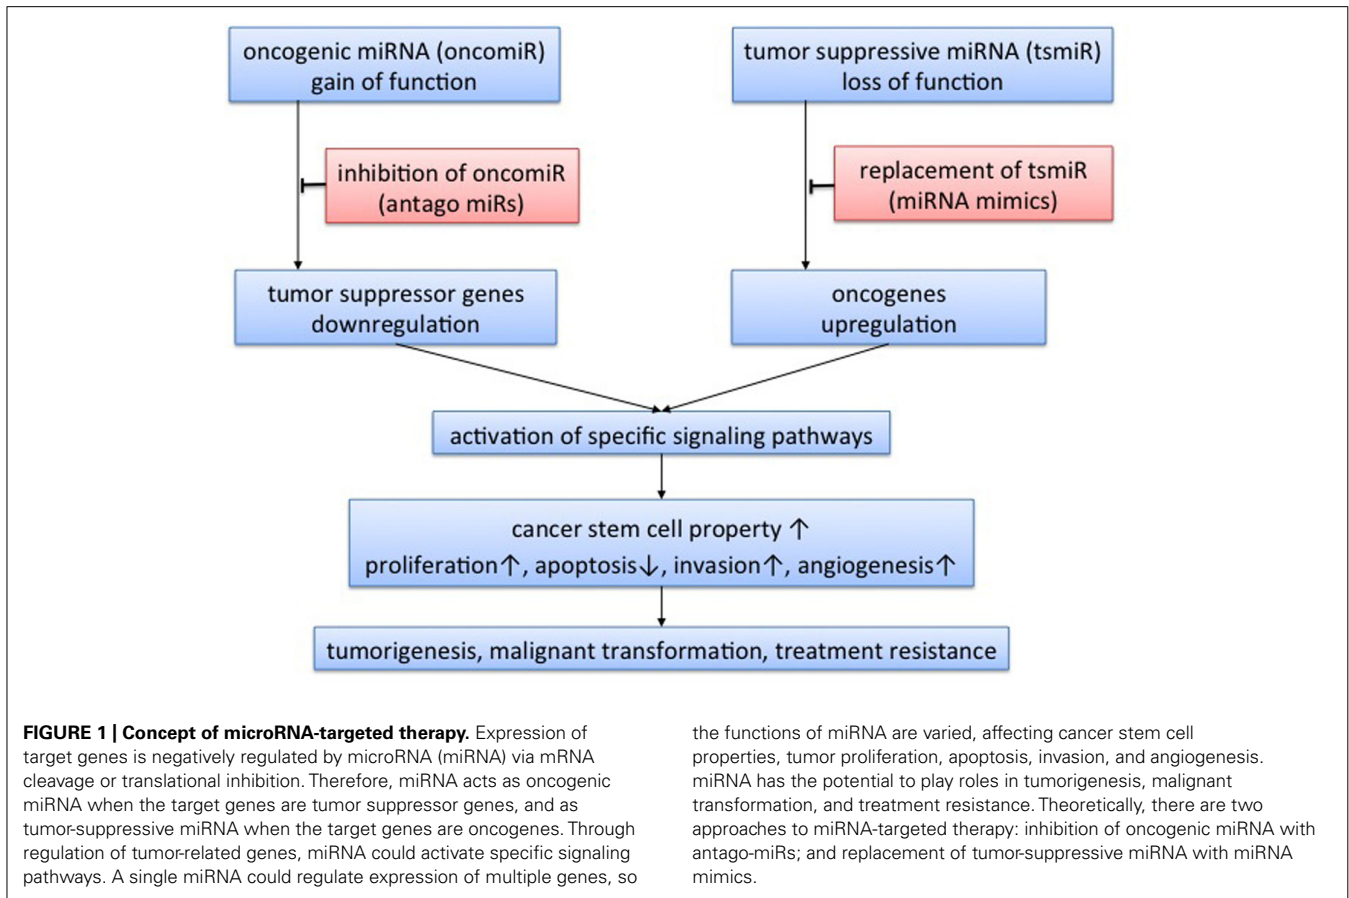 oncogenic miRNA (oncomiR)
gain of function
tumor suppressive miRNA (tsmiR)
loss of function
inhibition of oncomiR
(antago miRs)
replacement of tsmiR
(miRNA mimics)
tumor suppressor genes
downregulation
oncogenes
upregulation
activation of specific signaling pathways
cancer stem cell property ↑
proliferation↑, apoptosis↓, invasion↑, angiogenesis↑
tumorigenesis, malignant transformation, treatment resistance
FIGURE 1 | Concept of microRNA-targeted therapy. Expression of
target genes is negatively regulated by microRNA (miRNA) via mRNA
cleavage or translational inhibition. Therefore, miRNA acts as oncogenic
miRNA when the target genes are tumor suppressor genes, and as
tumor-suppressive miRNA when the target genes are oncogenes. Through
regulation of tumor-related genes, miRNA could activate specific signaling
pathways. A single miRNA could regulate expression of multiple genes, so
the functions of miRNA are varied, affecting cancer stem cell
properties, tumor proliferation, apoptosis, invasion, and angiogenesis.
miRNA has the potential to play roles in tumorigenesis, malignant
transformation, and treatment resistance. Theoretically, there are two
approaches to miRNA-targeted therapy: inhibition of oncogenic miRNA with
antago-miRs; and replacement of tumor-suppressive miRNA with miRNA
mimics.